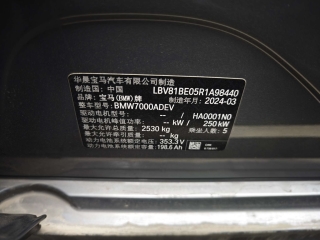 华晨宝马汽车有限公司制造
制造国：中国 LBV81BE05R1A98440
品牌：宝马(BMW)牌 制造年月：2024-03
整车型号：BMW7000ADEV
驱动电机型号： -- / HA0001N0
驱动电机峰值功率： -- kW / 250 kW
最大允许总质量： 2530 kg 乘坐人数：5
最大允许牵引质量： -- kg
动力电池系统额定电压：353.3 V
动力电池系统额定容量：198.6 Ah